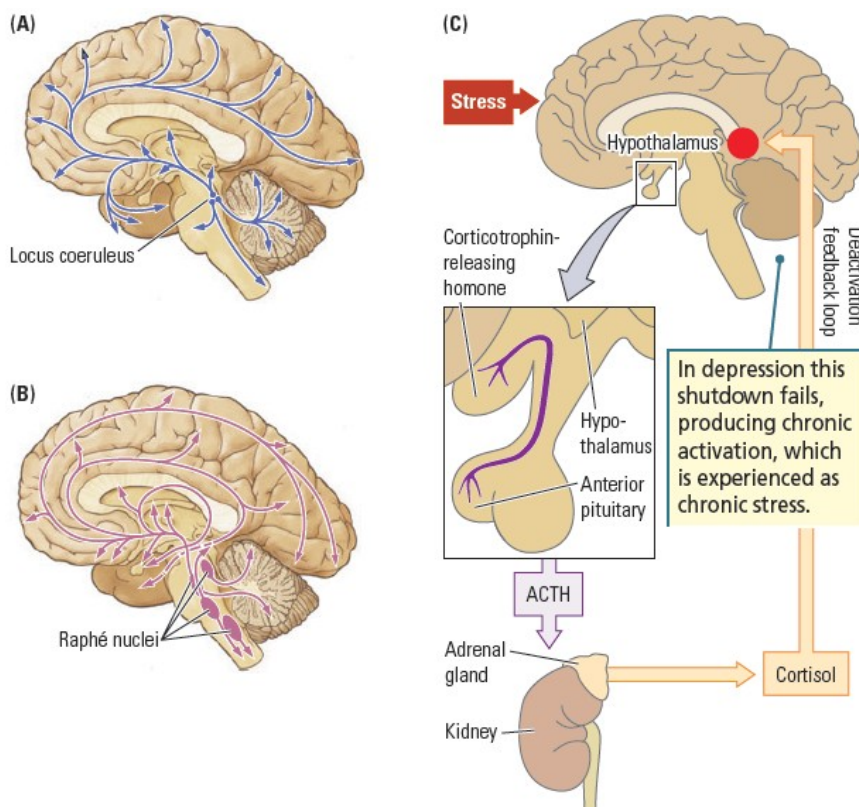 (A)
Locus coeruleus
(B)
Raphé nuclei
(C)
Stress
Hypothalamus
Corticotrophin-
releasing
homone
Deactivation
feedback loop
Hypo-
thalamus
Anterior
pituitary
In depression this
shutdown fails,
producing chronic
activation, which
is experienced as
chronic stress.
ACTH
Adrenal
gland
Cortisol
Kidney